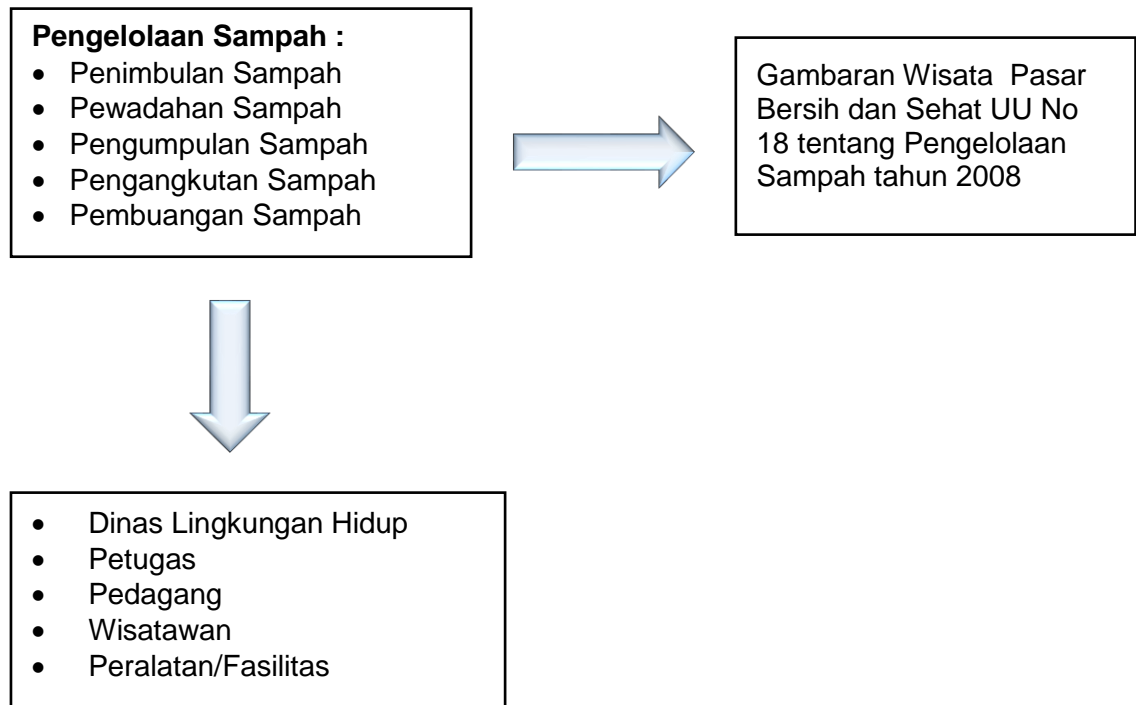 Pengelolaan Sampah :
• Penimbulan Sampah
• Pewadahan Sampah
• Pengumpulan Sampah
• Pengangkutan Sampah
• Pembuangan Sampah
Gambaran Wisata Pasar
Bersih dan Sehat UU No
18 tentang Pengelolaan
Sampah tahun 2008
• Dinas Lingkungan Hidup
• Petugas
• Pedagang
• Wisatawan
• Peralatan/Fasilitas